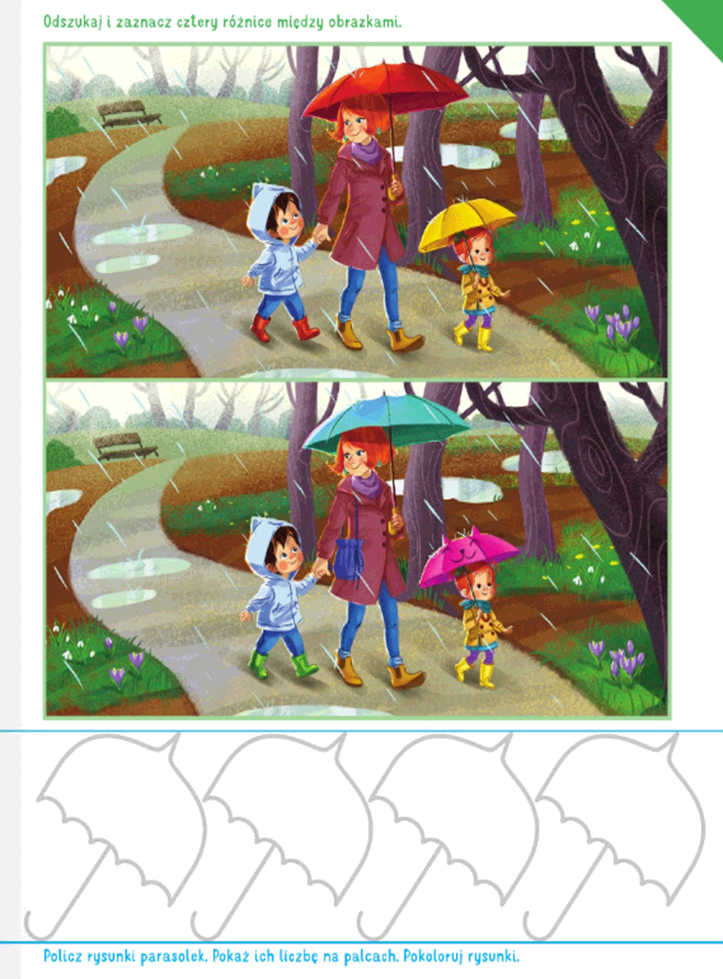 Odszukaj i zaznacz cztery różnice między obrazkami.
Policz rysunki parasolek. Pokaż ich liczbę na palcach. Pokoloruj rysunki.